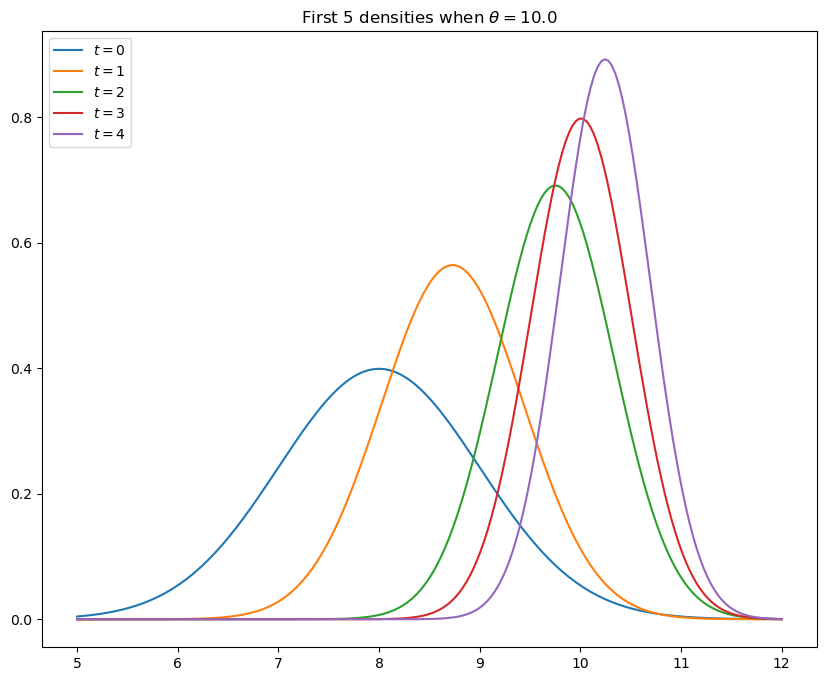 First 5 densities when θ = 10.0
t = 0
t = 1
t = 2
t = 3
t = 4
0.8
0.6
0.4
0.2
0.0
5 6 7 8 9 10 11 12